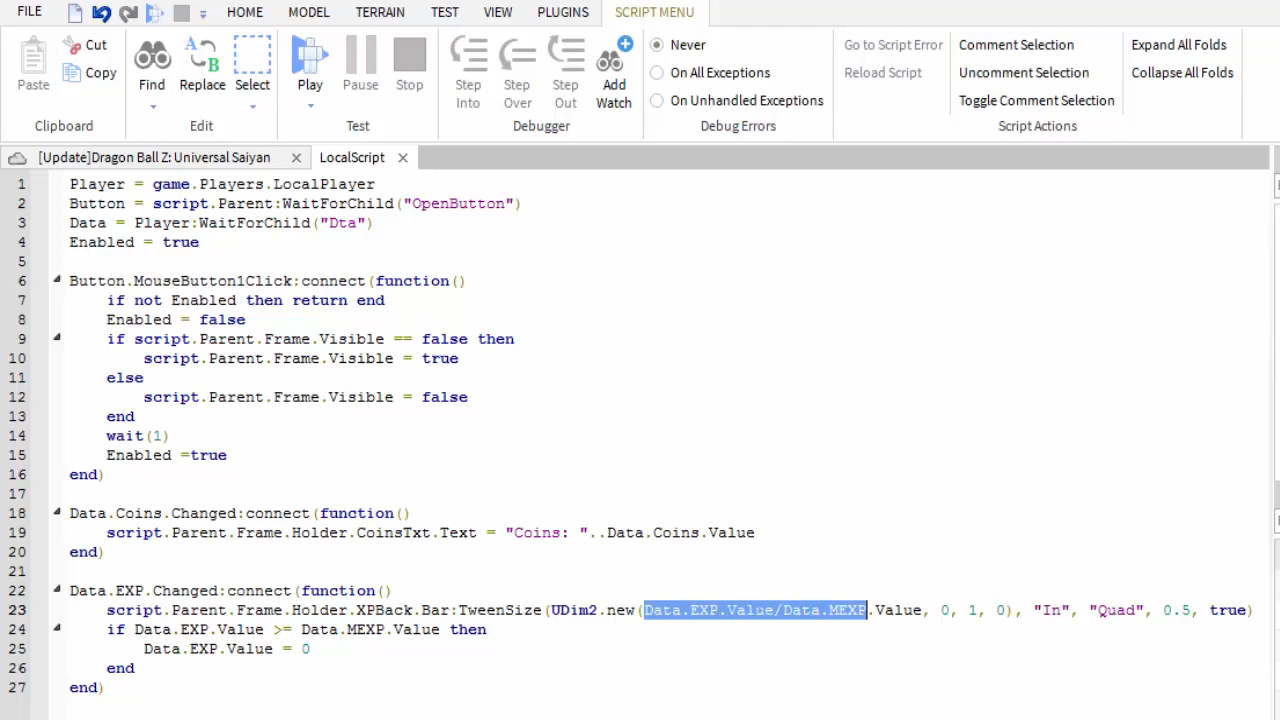 FILE HOME MODEL TERRAIN TEST VIEW PLUGINS SCRIPT MENU
Paste Cut Copy Find Replace Select Play Pause Stop Step Into Step Over Step Out Add Watch
Clipboard Edit Test Debugger
Never
On All Exceptions
On Unhandled Exceptions
Debug Errors
Go to Script Error
Reload Script
Comment Selection
Uncomment Selection
Toggle Comment Selection
Expand All Folds
Collapse All Folds
Script Actions
[Update]Dragon Ball Z: Universal Saiyan LocalScript
1 Player = game.Players.LocalPlayer
2 Button = script.Parent:WaitForChild("OpenButton")
3 Data = Player:WaitForChild("Dta")
4 Enabled = true
5
6 Button.MouseButton1Click:connect(function()
7 if not Enabled then return end
8 Enabled = false
9 if script.Parent.Frame.Visible == false then
10 script.Parent.Frame.Visible = true
11 else
12 script.Parent.Frame.Visible = false
13 end
14 wait(1)
15 Enabled =true
16 end)
17
18 Data.Coins.Changed:connect(function()
19 script.Parent.Frame.Holder.CoinsTxt.Text = "Coins: "..Data.Coins.Value
20 end)
21
22 Data.EXP.Changed:connect(function()
23 script.Parent.Frame.Holder.XPBack.Bar:TweenSize(UDim2.new(Data.EXP.Value/Data.MEXP.Value, 0, 1, 0), "In", "Quad", 0.5, true)
24 if Data.EXP.Value >= Data.MEXP.Value then
25 Data.EXP.Value = 0
26 end
27 end)